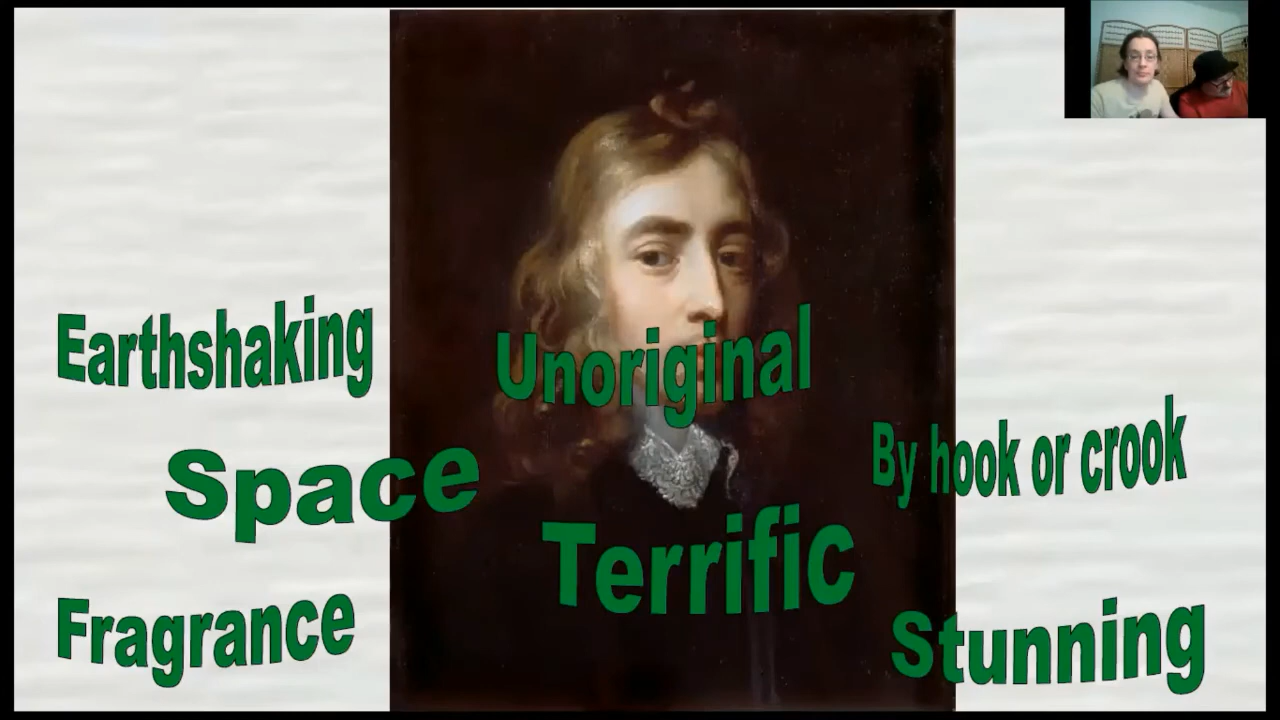 Earthshaking
Unoriginal
By hook or crook
Space
Terrific
Fragrance
Stunning